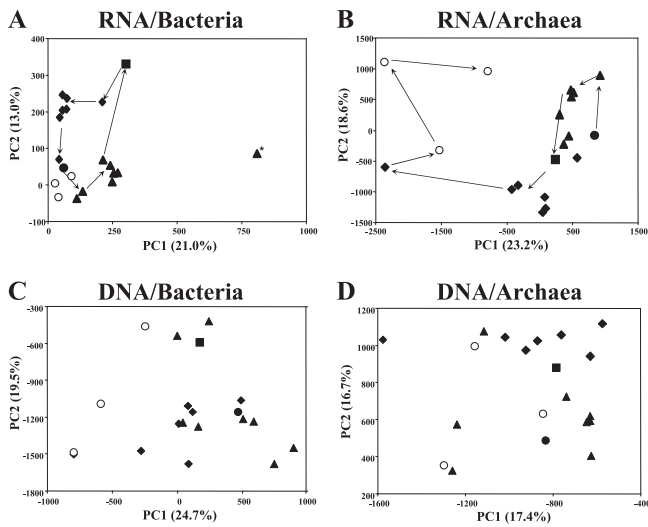 A RNA/Bacteria
400
300
200
100
0
-100
0 250 500 750 1000
PC2 (13.0%)
PC1 (21.0%)
*
B RNA/Archaea
1500
1000
500
0
-500
-1000
-1500
-2500 -1500 -500 500 1500
PC2 (18.6%)
PC1 (23.2%)
C DNA/Bacteria
-300
-600
-900
-1200
-1500
-1800
-1000 -500 0 500 1000
PC2 (19.5%)
PC1 (24.7%)
D DNA/Archaea
1200
1000
800
600
400
200
-1600 -1400 -1200 -1000 -800 -600 -400
PC2 (16.7%)
PC1 (17.4%)